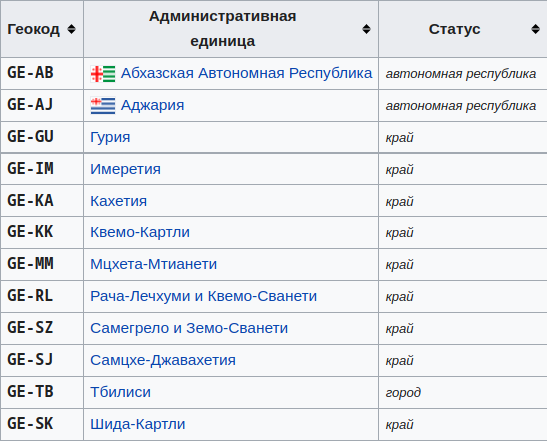 Геокод Административная единица Статус
GE-AB Абхазская Автономная Республика автономная республика
GE-AJ Аджария автономная республика
GE-GU Гурия край
GE-IM Имеретия край
GE-KA Кахетия край
GE-KK Квемо-Картли край
GE-MM Мцхета-Мтианети край
GE-RL Рача-Лечхуми и Квемо-Сванети край
GE-SZ Самегрело и Земо-Сванети край
GE-SJ Самцхе-Джавахетия край
GE-TB Тбилиси город
GE-SK Шида-Картли край